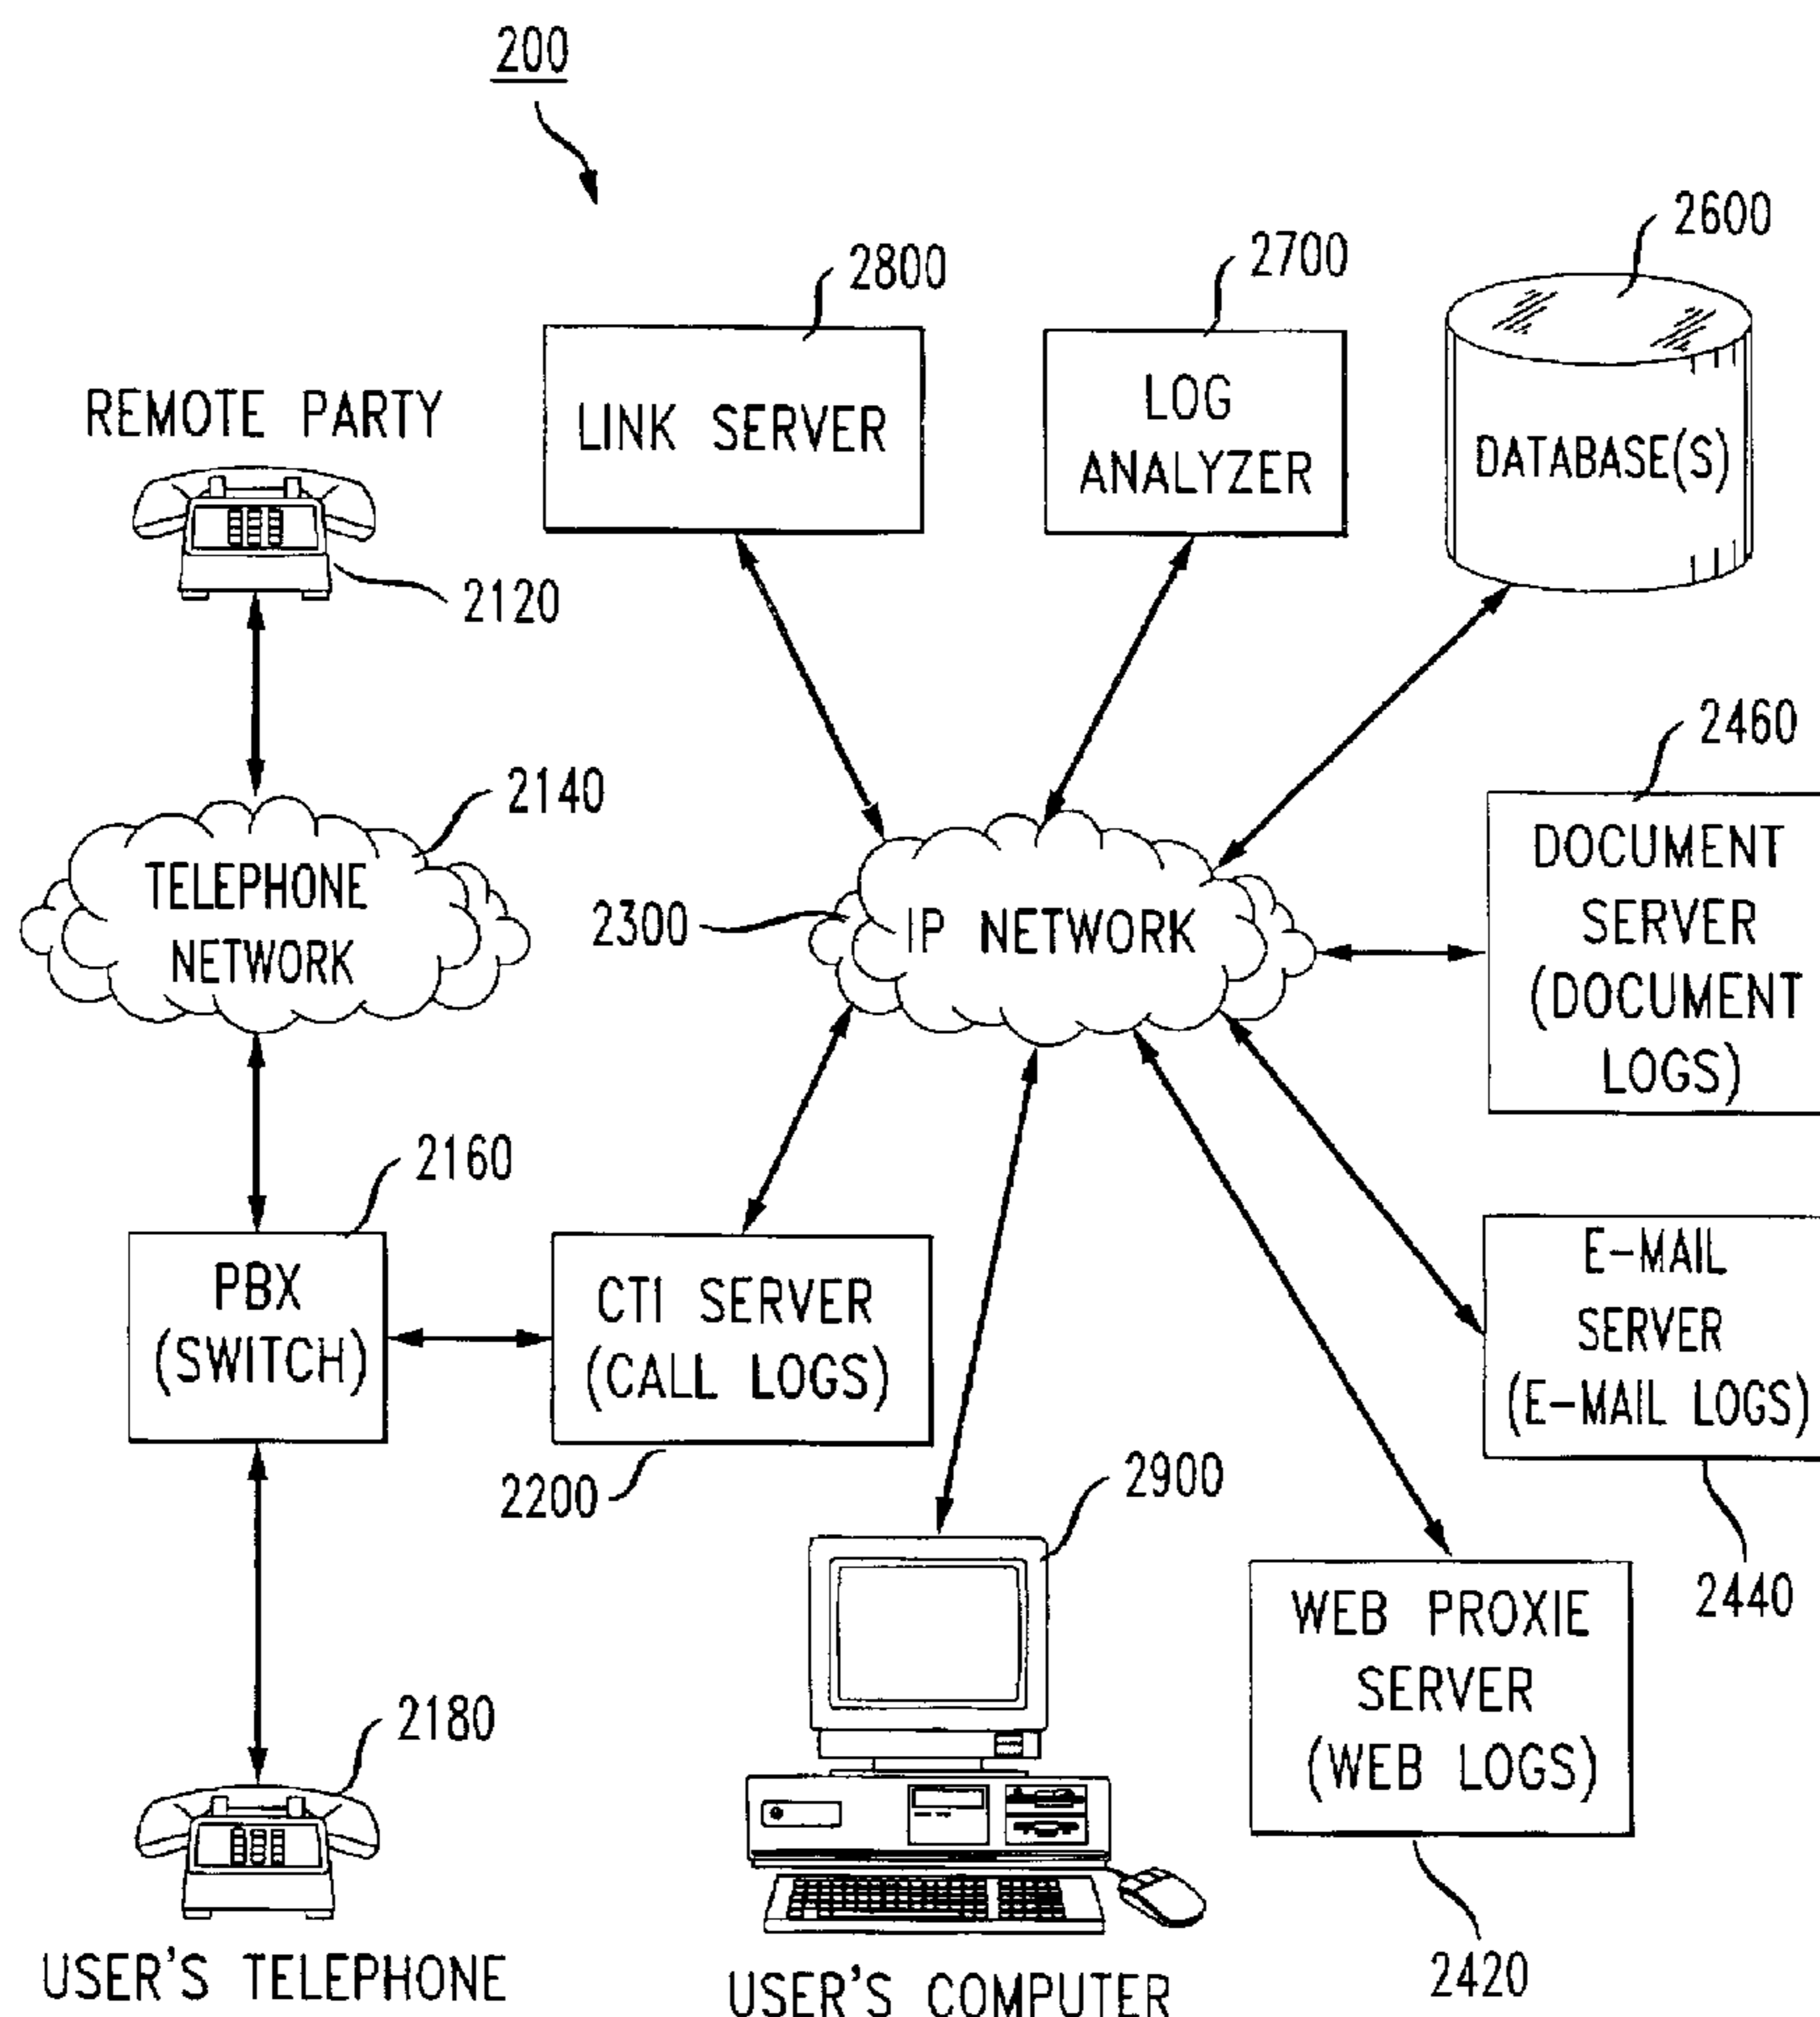 200
2600
2800
2700
REMOTE PARTY
LINK SERVER
LOG
ANALYZER
DATABASE(S)
2120
2460
2140
DOCUMENT
SERVER
(DOCUMENT
LOGS)
TELEPHONE
NETWORK
2300
IP NETWORK
2160
PBX
(SWITCH)
CTI SERVER
(CALL LOGS)
E-MAIL
SERVER
(E-MAIL LOGS)
2200
2900
2440
WEB PROXIE
SERVER
(WEB LOGS)
2180
USER'S TELEPHONE
USER'S COMPUTER
2420